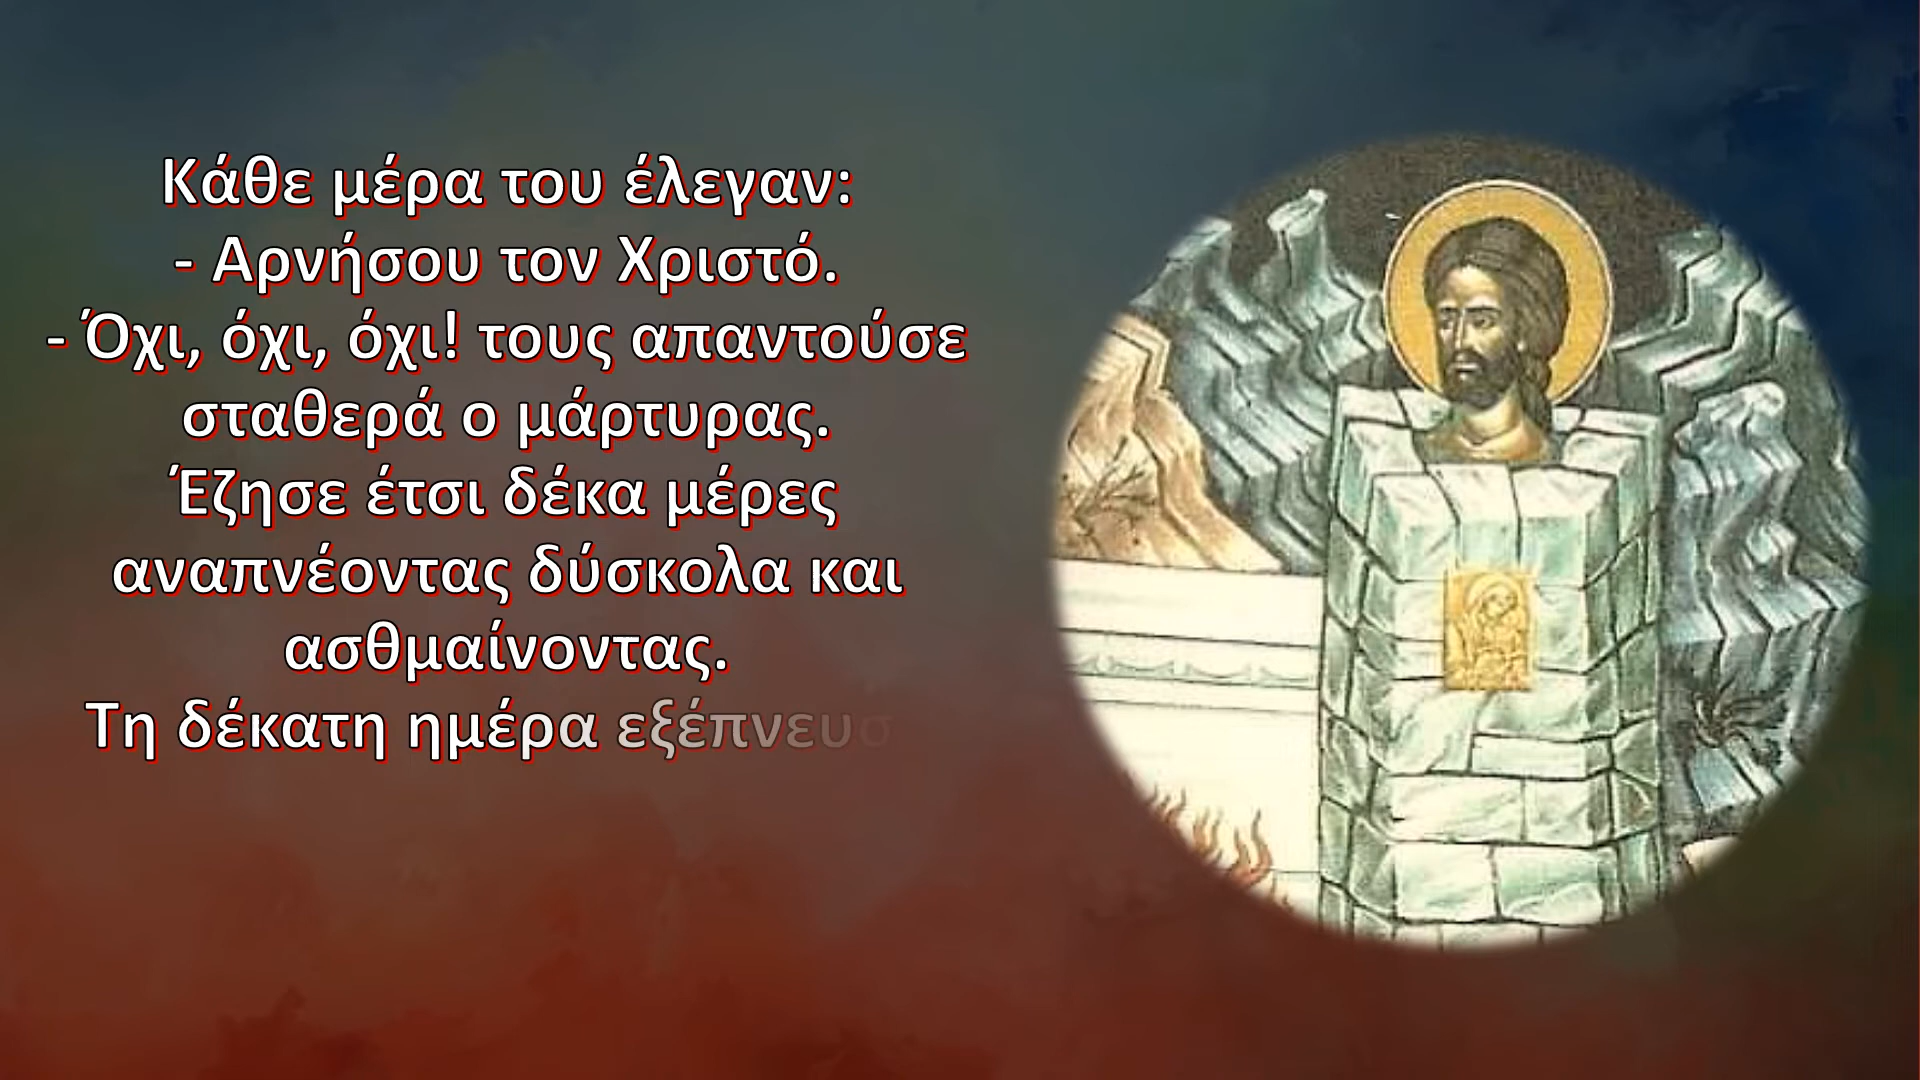 Κάθε μέρα του έλεγαν:
- Αρνήσου τον Χριστό.
- Όχι, όχι, όχι! τους απαντούσε
σταθερά ο μάρτυρας.
Έζησε έτσι δέκα μέρες
αναπνέοντας δύσκολα και
ασθμαίνοντας.
Τη δέκατη ημέρα εξέπνευσ